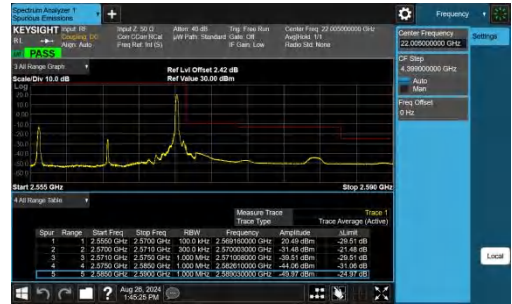 Spectrum Analyzer 1
Spurious Emissions
Frequency
KEYSIGHT
Input: RF
Coupling: DC
Align: Auto
Input Z: 50 Ω
Corr CCorr RCal
Freq Ref: Int (S)
Atten: 40 dB
µW Path: Standard
Trig: Free Run
Gate: Off
IF Gain: Low
Center Freq: 22.005000000 GHz
Avg|Hold: 1/1
Radio Std: None
PASS
Center Frequency
22.005000000 GHz
Settings
CF Step
4.399000000 GHz
Auto
Man
Freq Offset
0 Hz
3 All Range Graph
Scale/Div 10.0 dB
Ref Lvl Offset 2.42 dB
Ref Value 30.00 dBm
Log
Start 2.555 GHz
Stop 2.590 GHz
4 All Range Table
Measure Trace
Trace 1
Trace Type
Trace Average (Active)
Spur Range Start Freq Stop Freq RBW Frequency Amplitude ΔLimit
1 1 2.5550 GHz 2.5700 GHz 100.0 kHz 2.569160000 GHz 20.49 dBm -29.51 dB
2 2 2.5700 GHz 2.5710 GHz 300.0 kHz 2.570003000 GHz -31.48 dBm -21.48 dB
3 3 2.5710 GHz 2.5750 GHz 1.000 MHz 2.571008000 GHz -39.51 dBm -29.51 dB
4 4 2.5750 GHz 2.5850 GHz 1.000 MHz 2.582610000 GHz -44.06 dBm -31.06 dB
5 5 2.5850 GHz 2.5900 GHz 1.000 MHz 2.589030000 GHz -49.97 dBm -24.97 dB
Local
Aug 26, 2024
1:45:25 PM